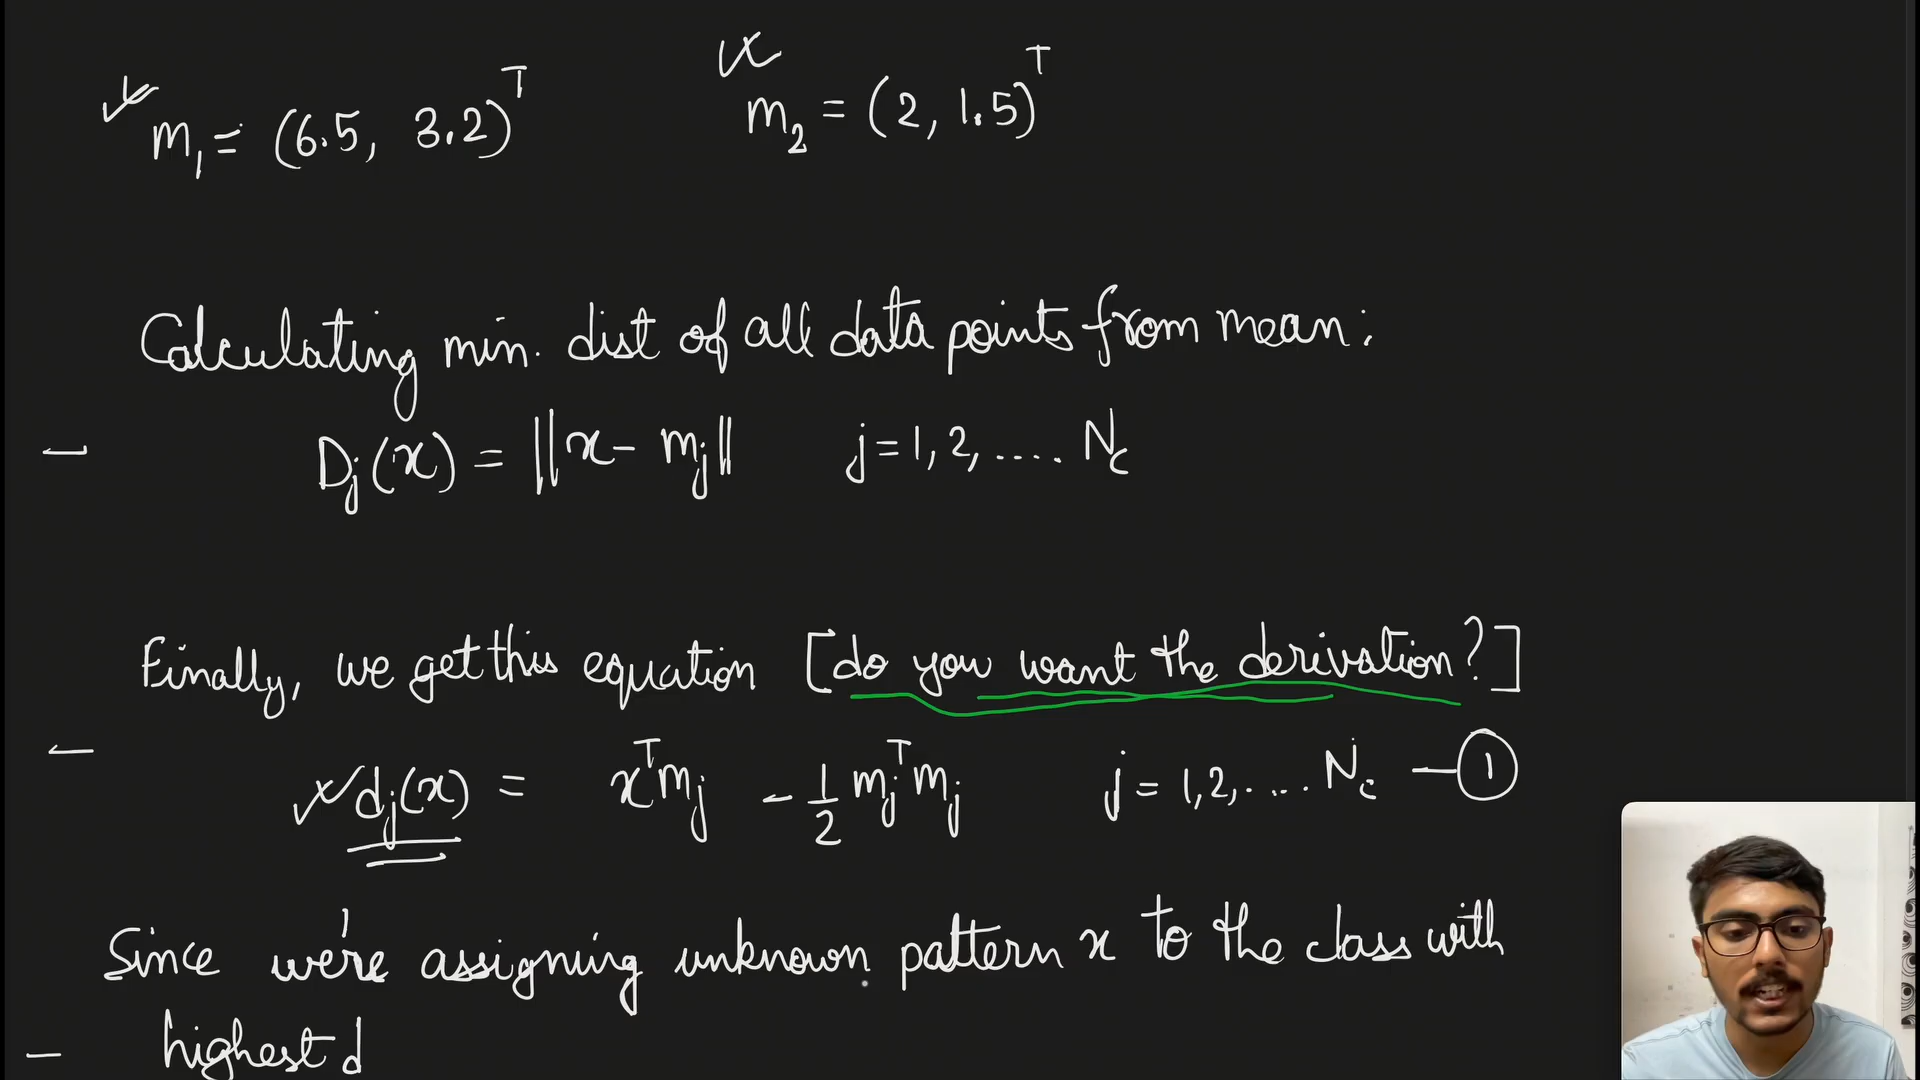 m₁ = (6.5, 3.2)ᵀ m₂ = (2, 1.5)ᵀ
Calculating min. dist of all data points from mean:
Dⱼ(x) = ||x - mⱼ|| j = 1, 2, .... N_c
Finally, we get this equation [do you want the derivation?]
dⱼ(x) = xᵀmⱼ - 1/2 mⱼᵀmⱼ j = 1, 2, .... N_c — ①
Since we're assigning unknown pattern x to the class with
highest d